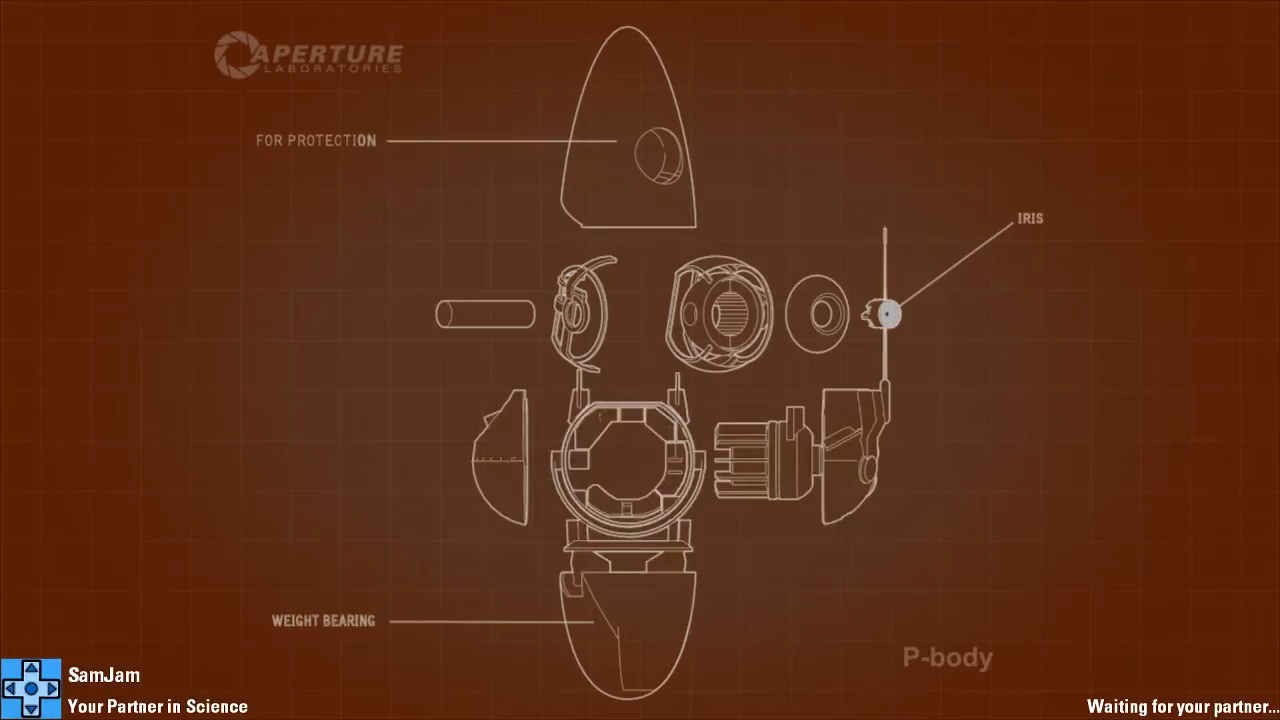 APERTURE
LABORATORIES
FOR PROTECTION
IRIS
WEIGHT BEARING
P-body
SamJam
Your Partner in Science
Waiting for your partner...